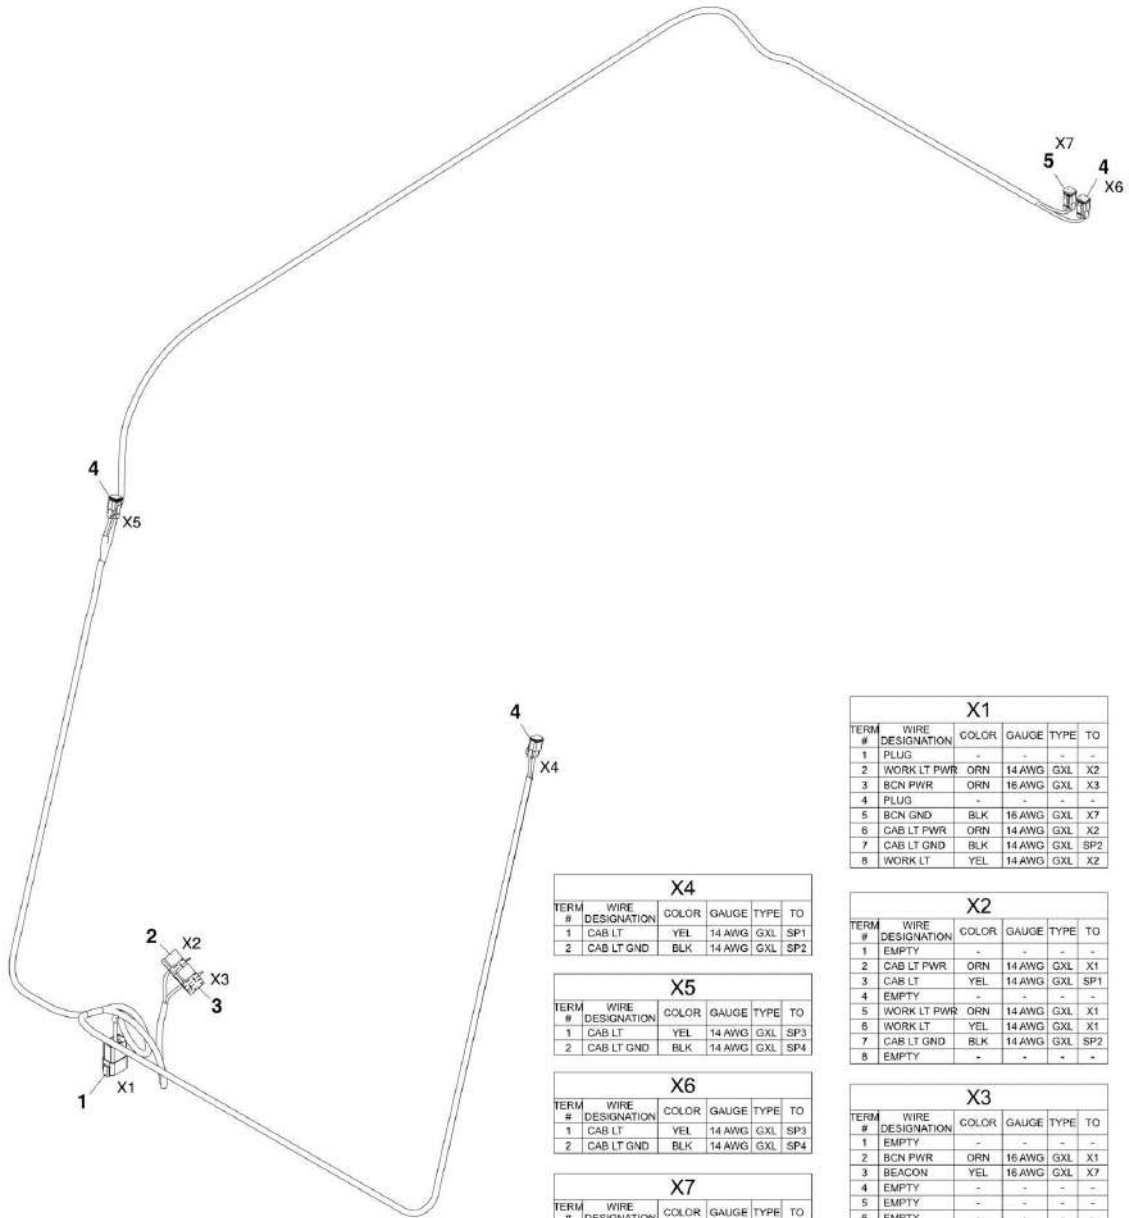 X7
5
4
X6
4
X5
4
X4
2
X2
X3
3
X1
1
X1
TERM # WIRE DESIGNATION COLOR GAUGE TYPE TO
1 PLUG - - - -
2 WORK LT PWR ORN 14 AWG GXL X2
3 BCN PWR ORN 16 AWG GXL X3
4 PLUG - - - -
5 BCN GND BLK 16 AWG GXL X7
6 CAB LT PWR ORN 14 AWG GXL X2
7 CAB LT GND BLK 14 AWG GXL SP2
8 WORK LT YEL 14 AWG GXL X2
X4
TERM # WIRE DESIGNATION COLOR GAUGE TYPE TO
1 CAB LT YEL 14 AWG GXL SP1
2 CAB LT GND BLK 14 AWG GXL SP2
X2
TERM # WIRE DESIGNATION COLOR GAUGE TYPE TO
1 EMPTY - - - -
2 CAB LT PWR ORN 14 AWG GXL X1
3 CAB LT YEL 14 AWG GXL SP1
4 EMPTY - - - -
5 WORK LT PWR ORN 14 AWG GXL X1
6 WORK LT YEL 14 AWG GXL X1
7 CAB LT GND BLK 14 AWG GXL SP2
8 EMPTY - - - -
X5
TERM # WIRE DESIGNATION COLOR GAUGE TYPE TO
1 CAB LT YEL 14 AWG GXL SP3
2 CAB LT GND BLK 14 AWG GXL SP4
X6
TERM # WIRE DESIGNATION COLOR GAUGE TYPE TO
1 CAB LT YEL 14 AWG GXL SP3
2 CAB LT GND BLK 14 AWG GXL SP4
X3
TERM # WIRE DESIGNATION COLOR GAUGE TYPE TO
1 EMPTY - - - -
2 BCN PWR ORN 16 AWG GXL X1
3 BEACON YEL 16 AWG GXL X7
4 EMPTY - - - -
5 EMPTY - - - -
6 EMPTY - - - -
X7
TERM # WIRE DESIGNATION COLOR GAUGE TYPE TO